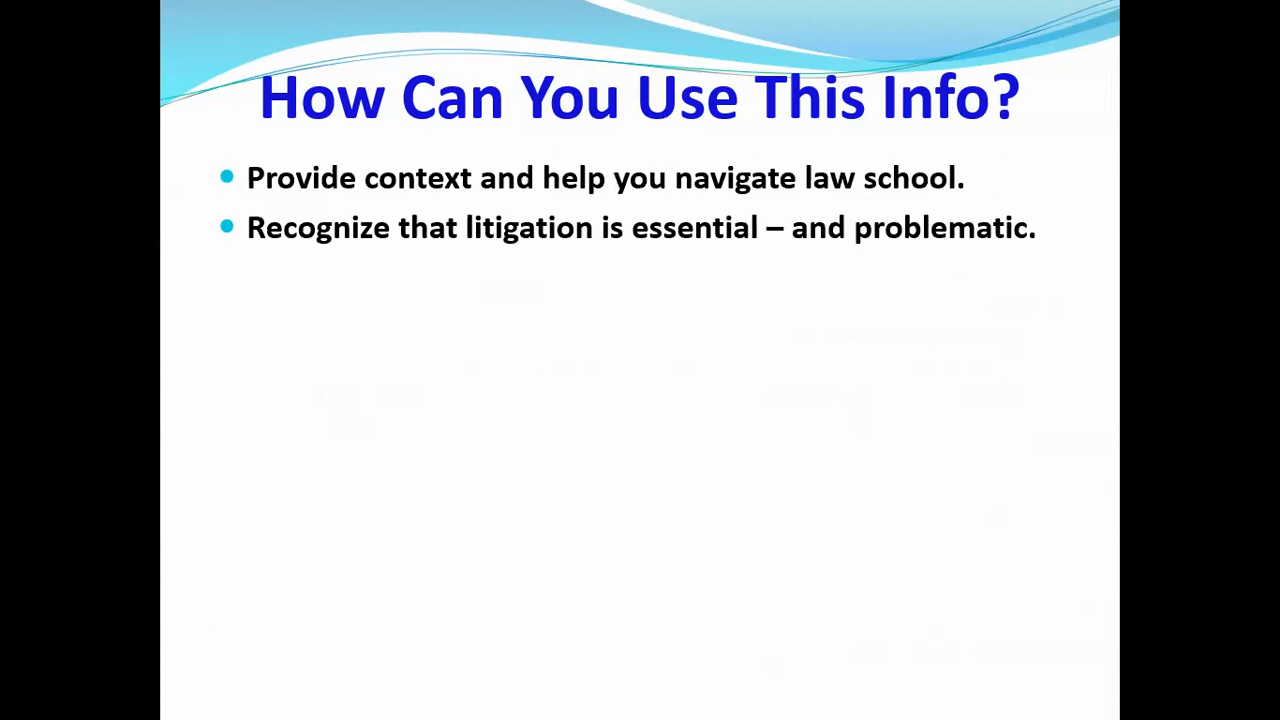 How Can You Use This Info?
Provide context and help you navigate law school.
Recognize that litigation is essential – and problematic.